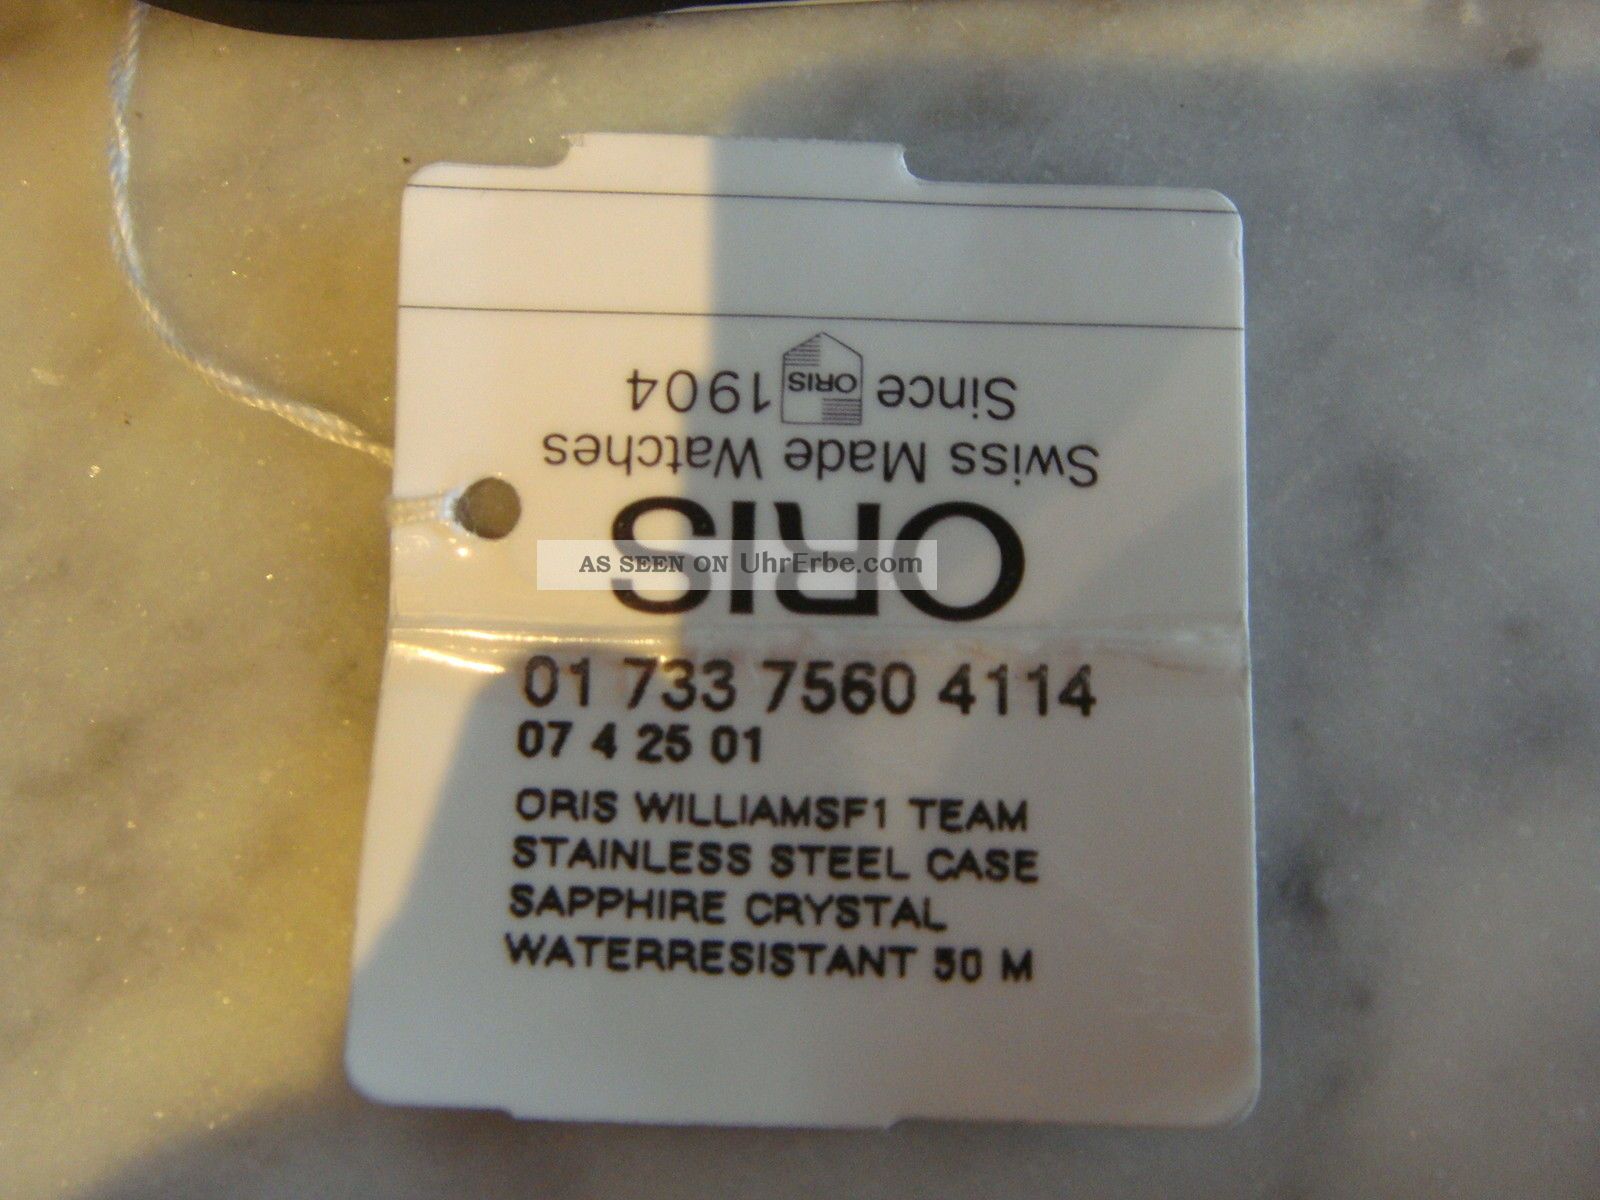 Since ORIS 1904
Swiss Made Watches
ORIS
AS SEEN ON UhrErbe.com
01 733 7560 4114
07 4 25 01
ORIS WILLIAMSF1 TEAM
STAINLESS STEEL CASE
SAPPHIRE CRYSTAL
WATERRESISTANT 50 M